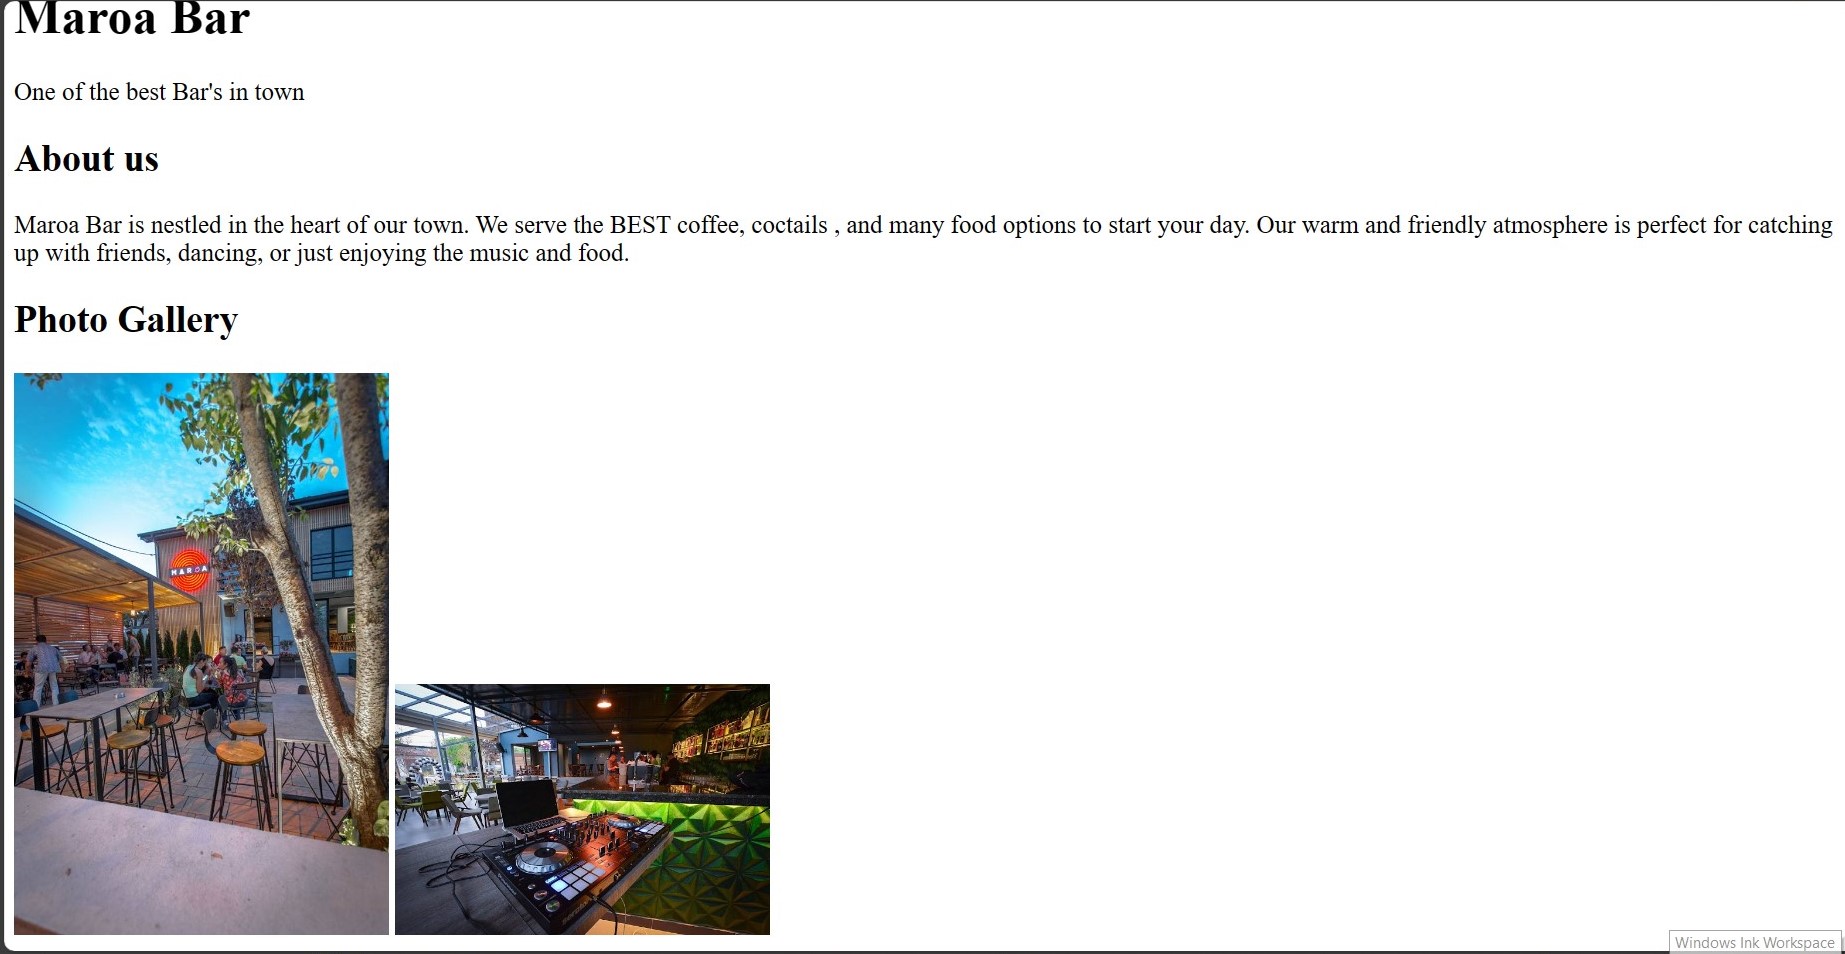 Maroa Bar
One of the best Bar's in town
About us
Maroa Bar is nestled in the heart of our town. We serve the BEST coffee, coctails , and many food options to start your day. Our warm and friendly atmosphere is perfect for catching
up with friends, dancing, or just enjoying the music and food.
Photo Gallery
MAROA
Windows Ink Workspace